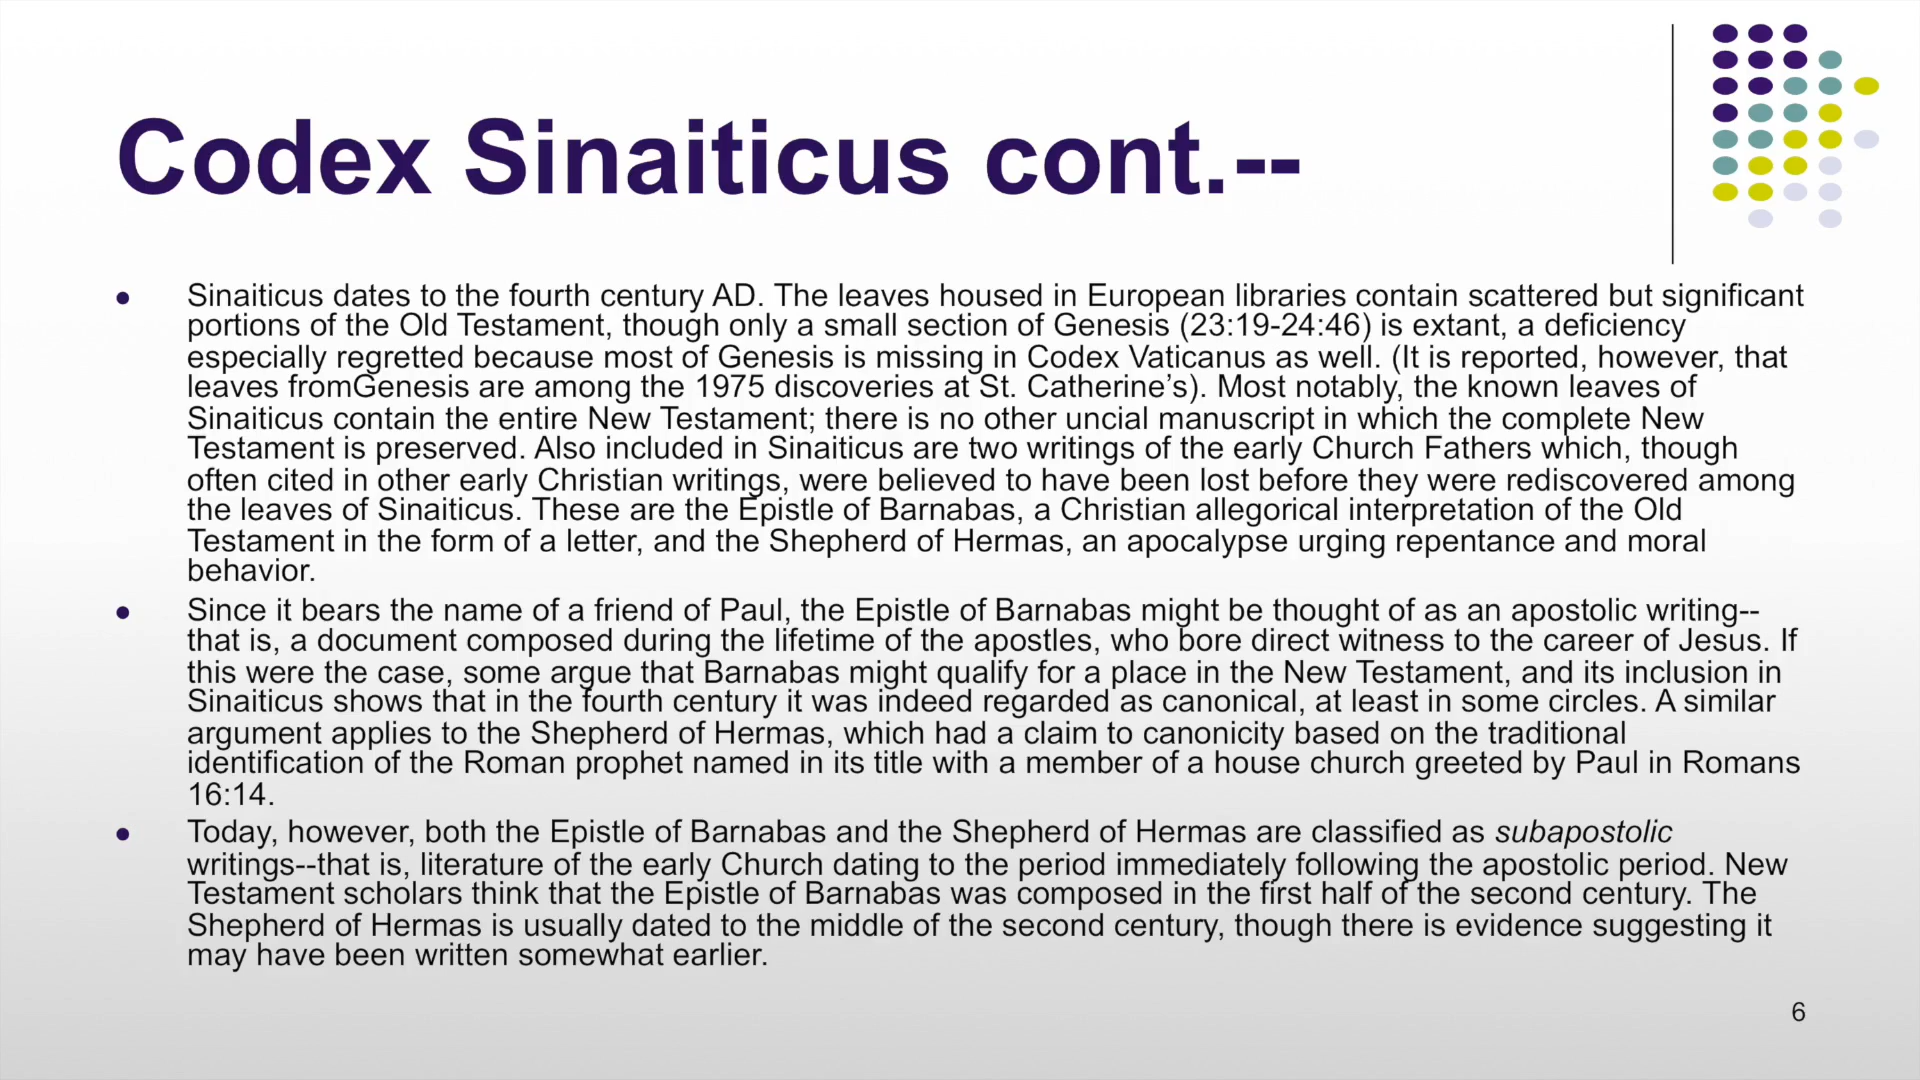 Codex Sinaiticus cont.--
● Sinaiticus dates to the fourth century AD. The leaves housed in European libraries contain scattered but significant
portions of the Old Testament, though only a small section of Genesis (23:19-24:46) is extant, a deficiency
especially regretted because most of Genesis is missing in Codex Vaticanus as well. (It is reported, however, that
leaves fromGenesis are among the 1975 discoveries at St. Catherine’s). Most notably, the known leaves of
Sinaiticus contain the entire New Testament; there is no other uncial manuscript in which the complete New
Testament is preserved. Also included in Sinaiticus are two writings of the early Church Fathers which, though
often cited in other early Christian writings, were believed to have been lost before they were rediscovered among
the leaves of Sinaiticus. These are the Epistle of Barnabas, a Christian allegorical interpretation of the Old
Testament in the form of a letter, and the Shepherd of Hermas, an apocalypse urging repentance and moral
behavior.
● Since it bears the name of a friend of Paul, the Epistle of Barnabas might be thought of as an apostolic writing--
that is, a document composed during the lifetime of the apostles, who bore direct witness to the career of Jesus. If
this were the case, some argue that Barnabas might qualify for a place in the New Testament, and its inclusion in
Sinaiticus shows that in the fourth century it was indeed regarded as canonical, at least in some circles. A similar
argument applies to the Shepherd of Hermas, which had a claim to canonicity based on the traditional
identification of the Roman prophet named in its title with a member of a house church greeted by Paul in Romans
16:14.
● Today, however, both the Epistle of Barnabas and the Shepherd of Hermas are classified as subapostolic
writings--that is, literature of the early Church dating to the period immediately following the apostolic period. New
Testament scholars think that the Epistle of Barnabas was composed in the first half of the second century. The
Shepherd of Hermas is usually dated to the middle of the second century, though there is evidence suggesting it
may have been written somewhat earlier.
6